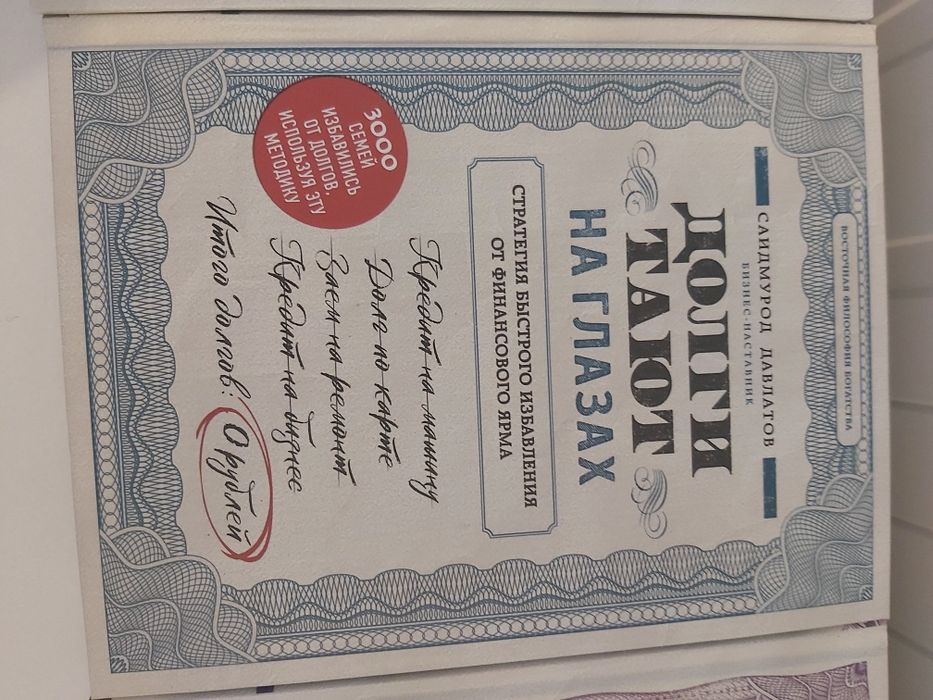 ВОСТОЧНАЯ ФИЛОСОФИЯ БОГАТСТВА
САИДМУРОД ДАВЛАТОВ
БИЗНЕС-НАСТАВНИК
ДОЛГИ
ТАЮТ
НА ГЛАЗАХ
СТРАТЕГИЯ БЫСТРОГО ИЗБАВЛЕНИЯ
ОТ ФИНАНСОВОГО ЯРМА
Кредит на машину
Долг по карте
Заем на ремонт
Кредит на бизнес
3000
СЕМЕЙ
ИЗБАВИЛИСЬ
ОТ ДОЛГОВ,
ИСПОЛЬЗУЯ ЭТУ
МЕТОДИКУ
Итого долгов: 0 рублей